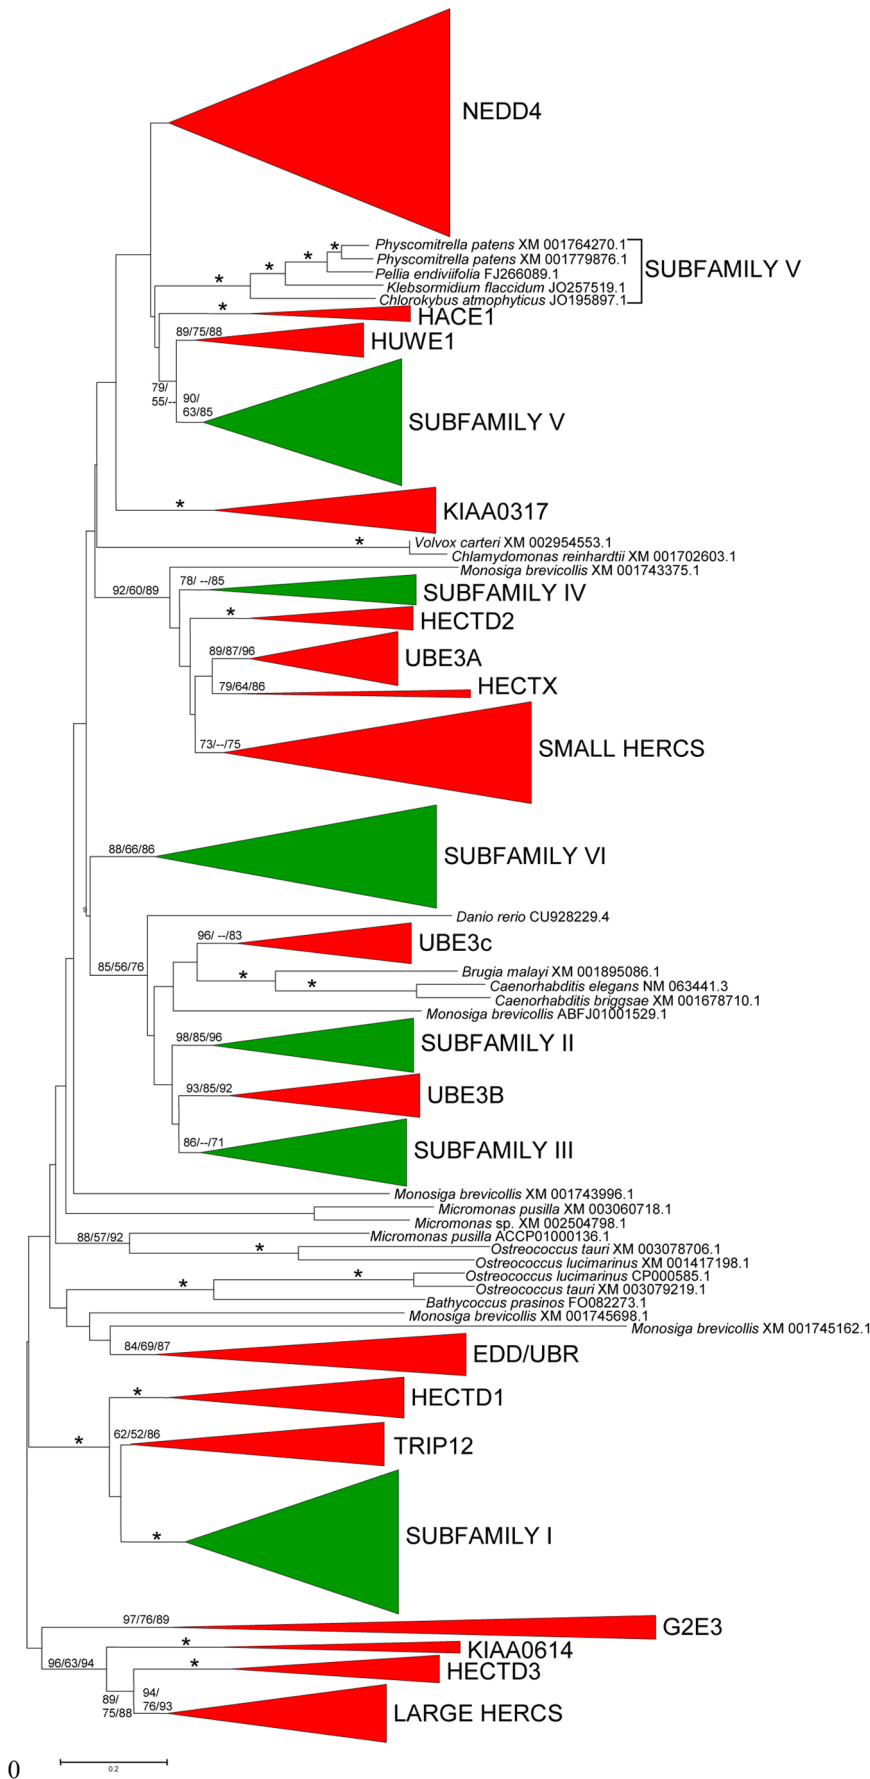 NEDD4
*
Physcomitrella patens XM 001764270.1
*
Physcomitrella patens XM 001779876.1
*
Pellia endiviifolia FJ266089.1
SUBFAMILY V
*
Klebsormidium flaccidum JO257519.1
Chlorokybus atmophyticus JO195897.1
*
HACE1
89/75/88
HUWE1
79/
55/--
90/
63/85
SUBFAMILY V
*
KIAA0317
*
Volvox carteri XM 002954553.1
Chlamydomonas reinhardtii XM 001702603.1
Monosiga brevicollis XM 001743375.1
92/60/89
78/ --/85
SUBFAMILY IV
*
HECTD2
89/87/96
UBE3A
79/64/86
HECTX
73/--/75
SMALL HERCS
88/66/86
SUBFAMILY VI
9
Danio rerio CU928229.4
96/ --/83
UBE3c
85/56/76
*
Brugia malayi XM 001895086.1
*
Caenorhabditis elegans NM 063441.3
Caenorhabditis briggsae XM 001678710.1
Monosiga brevicollis ABFJ01001529.1
98/85/96
SUBFAMILY II
93/85/92
UBE3B
86/--/71
SUBFAMILY III
Monosiga brevicollis XM 001743996.1
Micromonas pusilla XM 003060718.1
Micromonas sp. XM 002504798.1
88/57/92
Micromonas pusilla ACCP01000136.1
*
Ostreococcus tauri XM 003078706.1
Ostreococcus lucimarinus XM 001417198.1
*
Ostreococcus lucimarinus CP000585.1
*
Ostreococcus tauri XM 003079219.1
Bathycoccus prasinos FO082273.1
Monosiga brevicollis XM 001745698.1
Monosiga brevicollis XM 001745162.1
84/69/87
EDD/UBR
*
HECTD1
*
62/52/86
TRIP12
*
SUBFAMILY I
97/76/89
G2E3
*
KIAA0614
96/63/94
*
HECTD3
89/
75/88
94/
76/93
LARGE HERCS
0
0.2